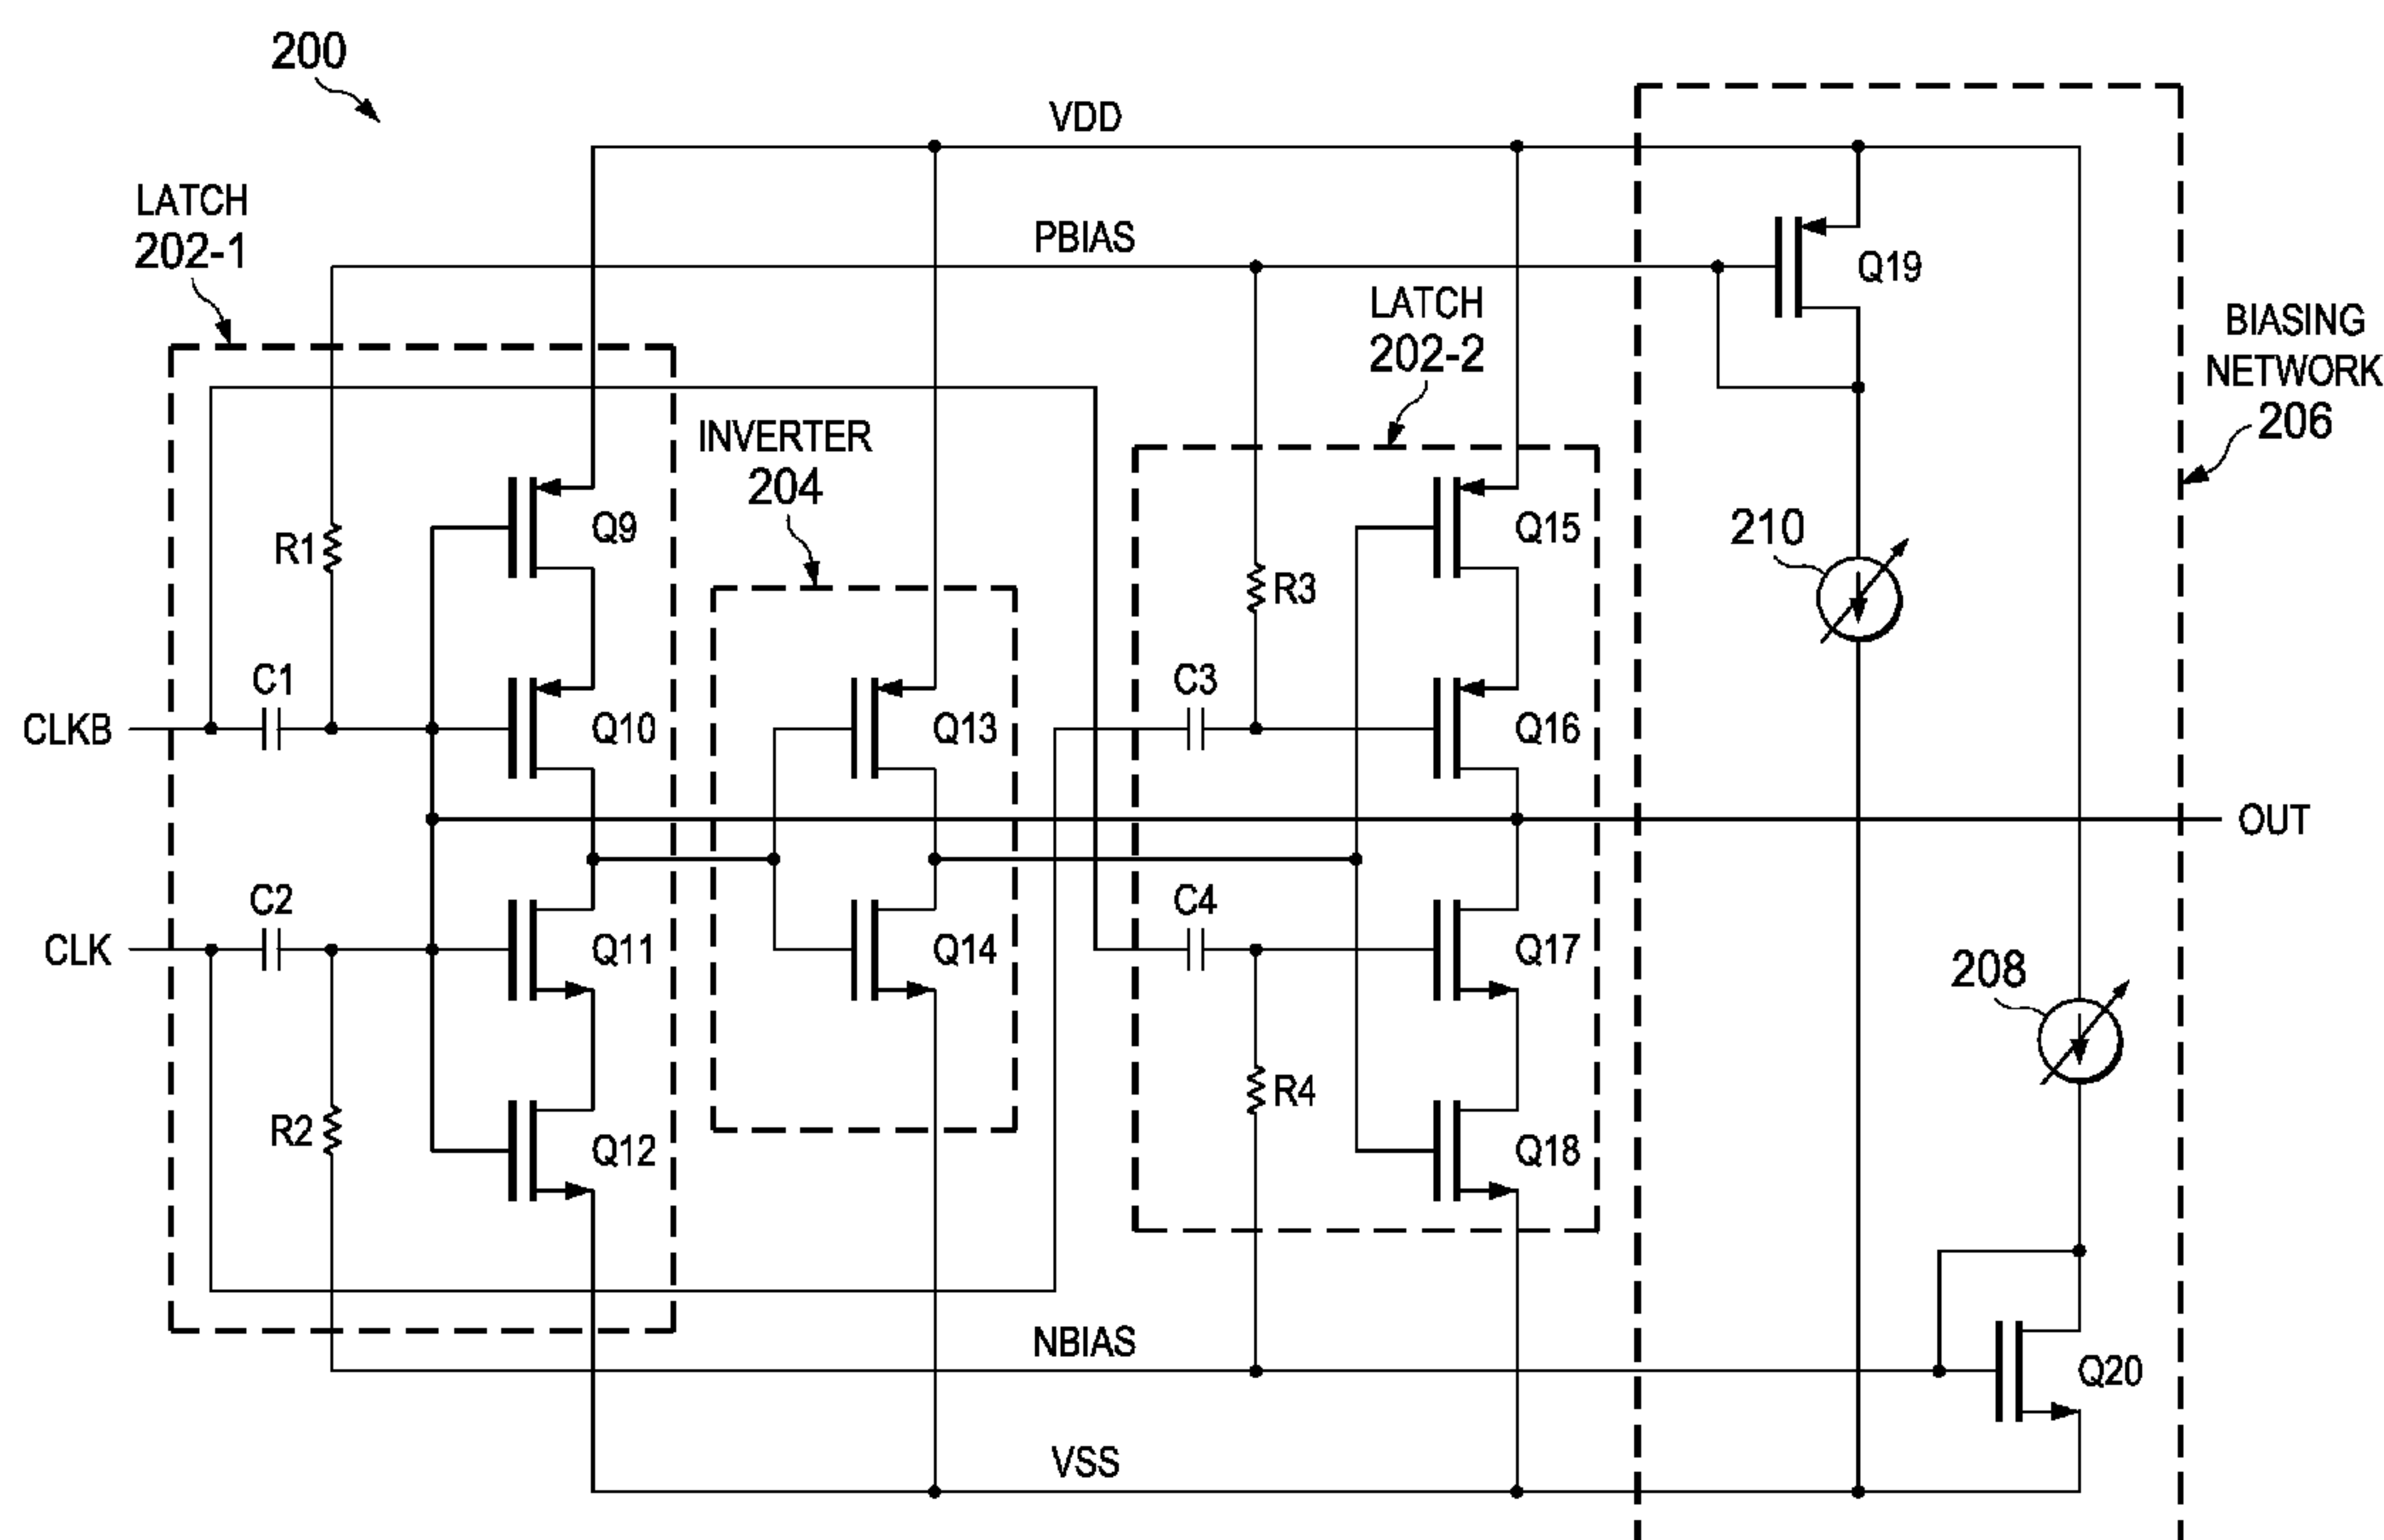 200
VDD
LATCH
202-1
PBIAS
Q19
LATCH
202-2
BIASING
NETWORK
206
INVERTER
204
R1
Q9
Q15
210
R3
C1
C3
CLKB
Q10
Q13
Q16
OUT
C2
C4
CLK
Q11
Q14
Q17
208
R2
Q12
R4
Q18
NBIAS
Q20
VSS